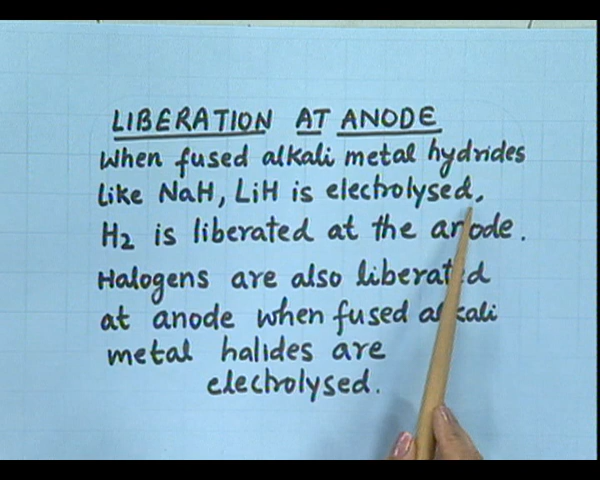 LIBERATION AT ANODE
When fused alkali metal hydrides
like NaH, LiH is electrolysed,
H2 is liberated at the anode.
Halogens are also liberated
at anode when fused alkali
metal halides are
electrolysed.